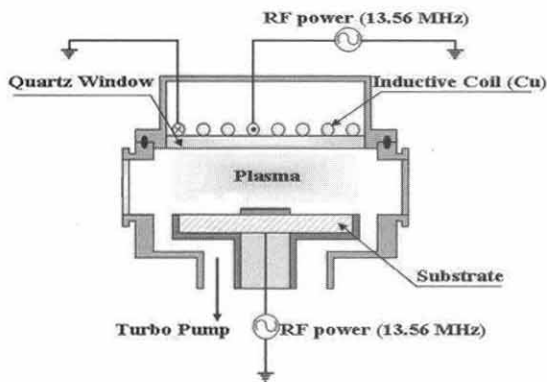 RF power (13.56 MHz)
Quartz Window
Inductive Coil (Cu)
Plasma
Substrate
Turbo Pump
RF power (13.56 MHz)